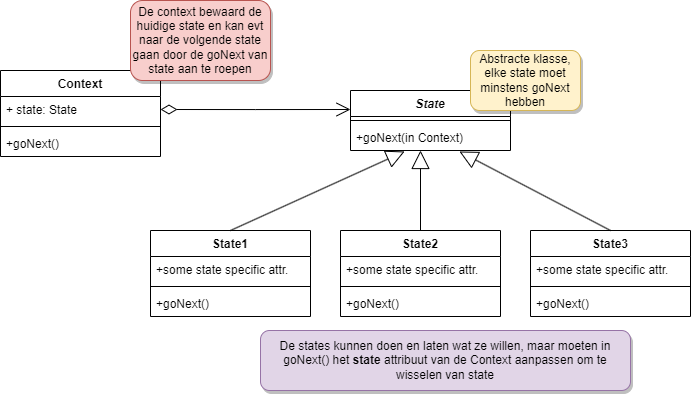 De context bewaard de
huidige state en kan evt
naar de volgende state
gaan door de goNext van
state aan te roepen
Abstracte klasse,
elke state moet
minstens goNext
hebben
Context
+ state: State
+goNext()
State
+goNext(in Context)
State1
+some state specific attr.
+goNext()
State2
+some state specific attr.
+goNext()
State3
+some state specific attr.
+goNext()
De states kunnen doen en laten wat ze willen, maar moeten in
goNext() het state attribuut van de Context aanpassen om te
wisselen van state